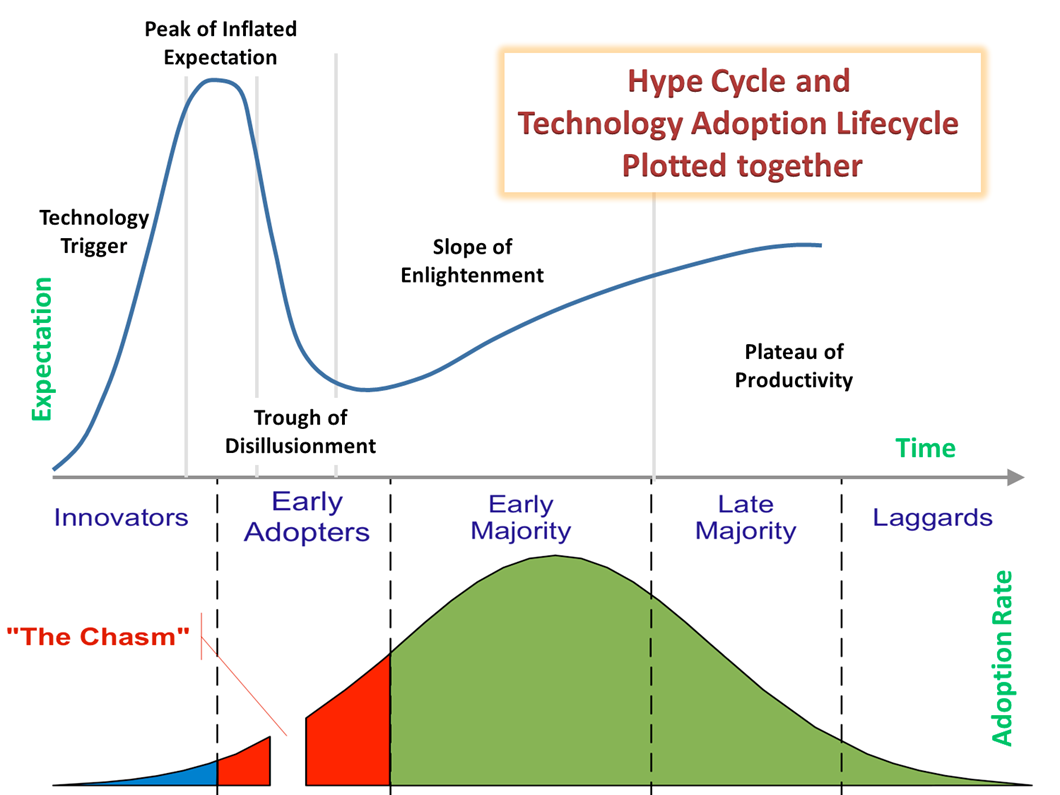 Peak of Inflated
Expectation
Hype Cycle and
Technology Adoption Lifecycle
Plotted together
Technology
Trigger
Slope of
Enlightenment
Expectation
Plateau of
Productivity
Trough of
Disillusionment
Time
Innovators
Early
Adopters
Early
Majority
Late
Majority
Laggards
"The Chasm"
Adoption Rate